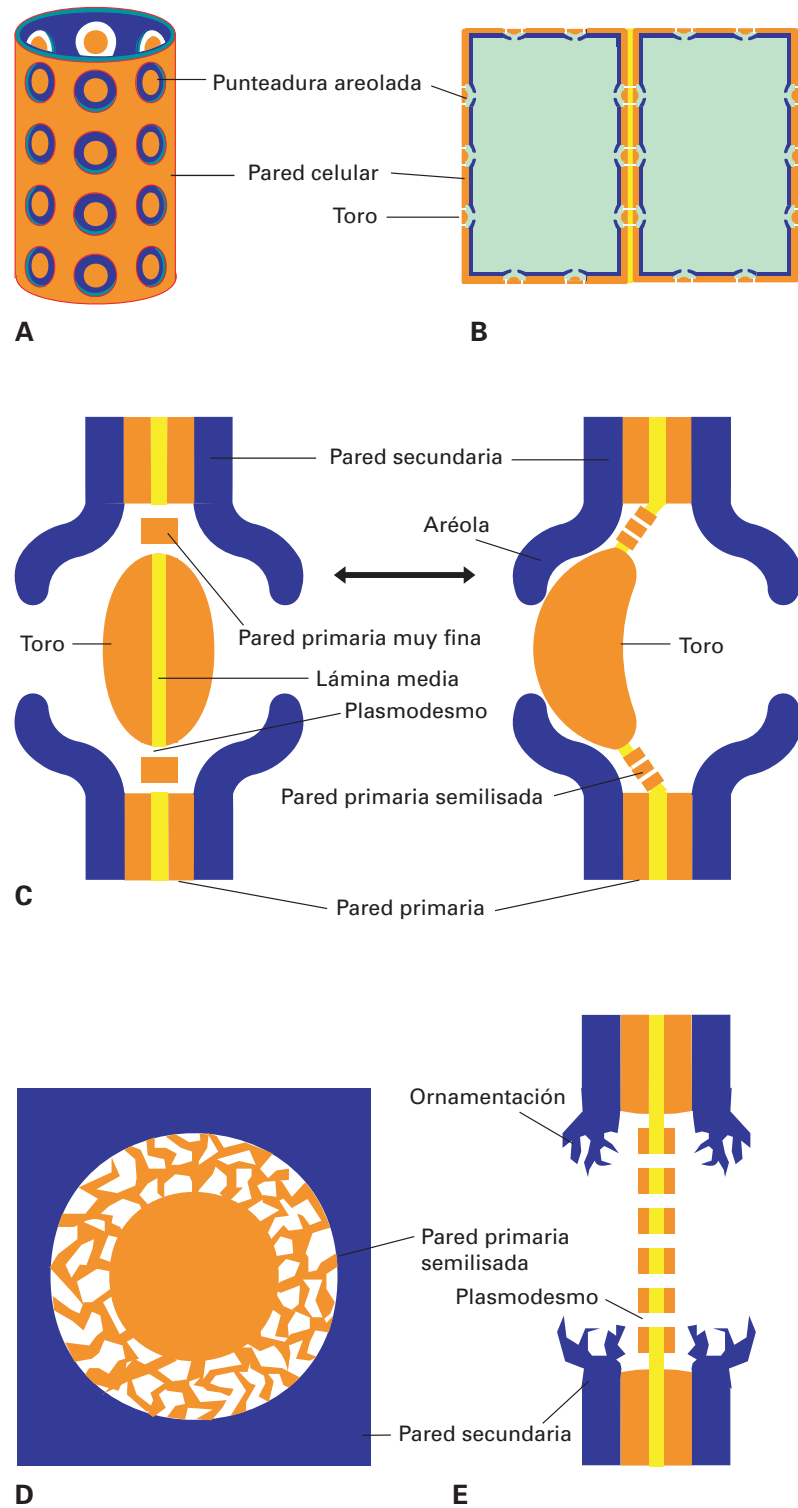 Punteadura areolada
Pared celular
Toro
A
B
Pared secundaria
Aréola
Toro
Pared primaria muy fina
Toro
Lámina media
Plasmodesmo
Pared primaria semilisada
C
Pared primaria
Ornamentación
Pared primaria
semilisada
Plasmodesmo
Pared secundaria
D
E